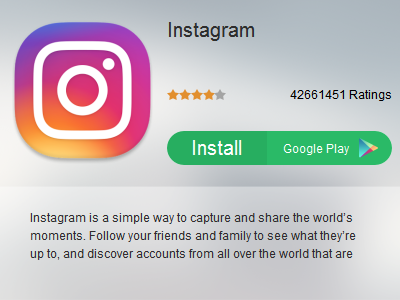 Instagram
42661451 Ratings
Install Google Play
Instagram is a simple way to capture and share the world's
moments. Follow your friends and family to see what they're
up to, and discover accounts from all over the world that are